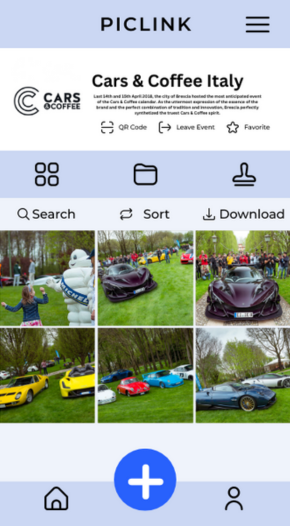 PICLINK
CARS
&COFFEE
Cars & Coffee Italy
Last 14th and 15th April 2018, the city of Brescia hosted the most anticipated event
of the Cars & Coffee calendar. As the uttermost expression of the essence of the
brand and the perfect combination of tradition and innovation, Brescia perfectly
synthetized the truest Cars & Coffee spirit.
QR Code
Leave Event
Favorite
Search
Sort
Download